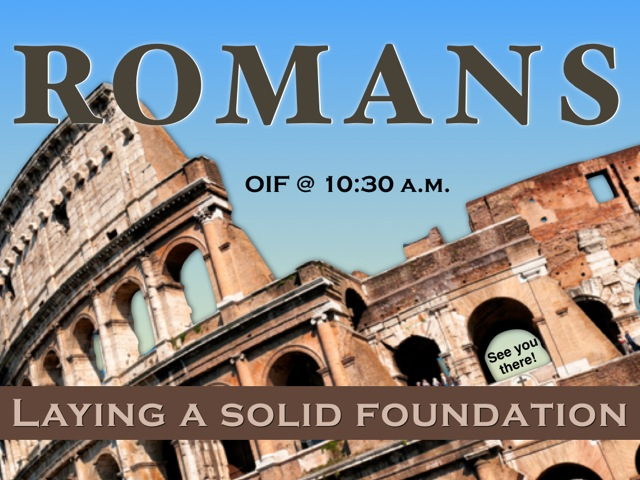 ROMANS
OIF @ 10:30 A.M.
See you
there!
LAYING A SOLID FOUNDATION